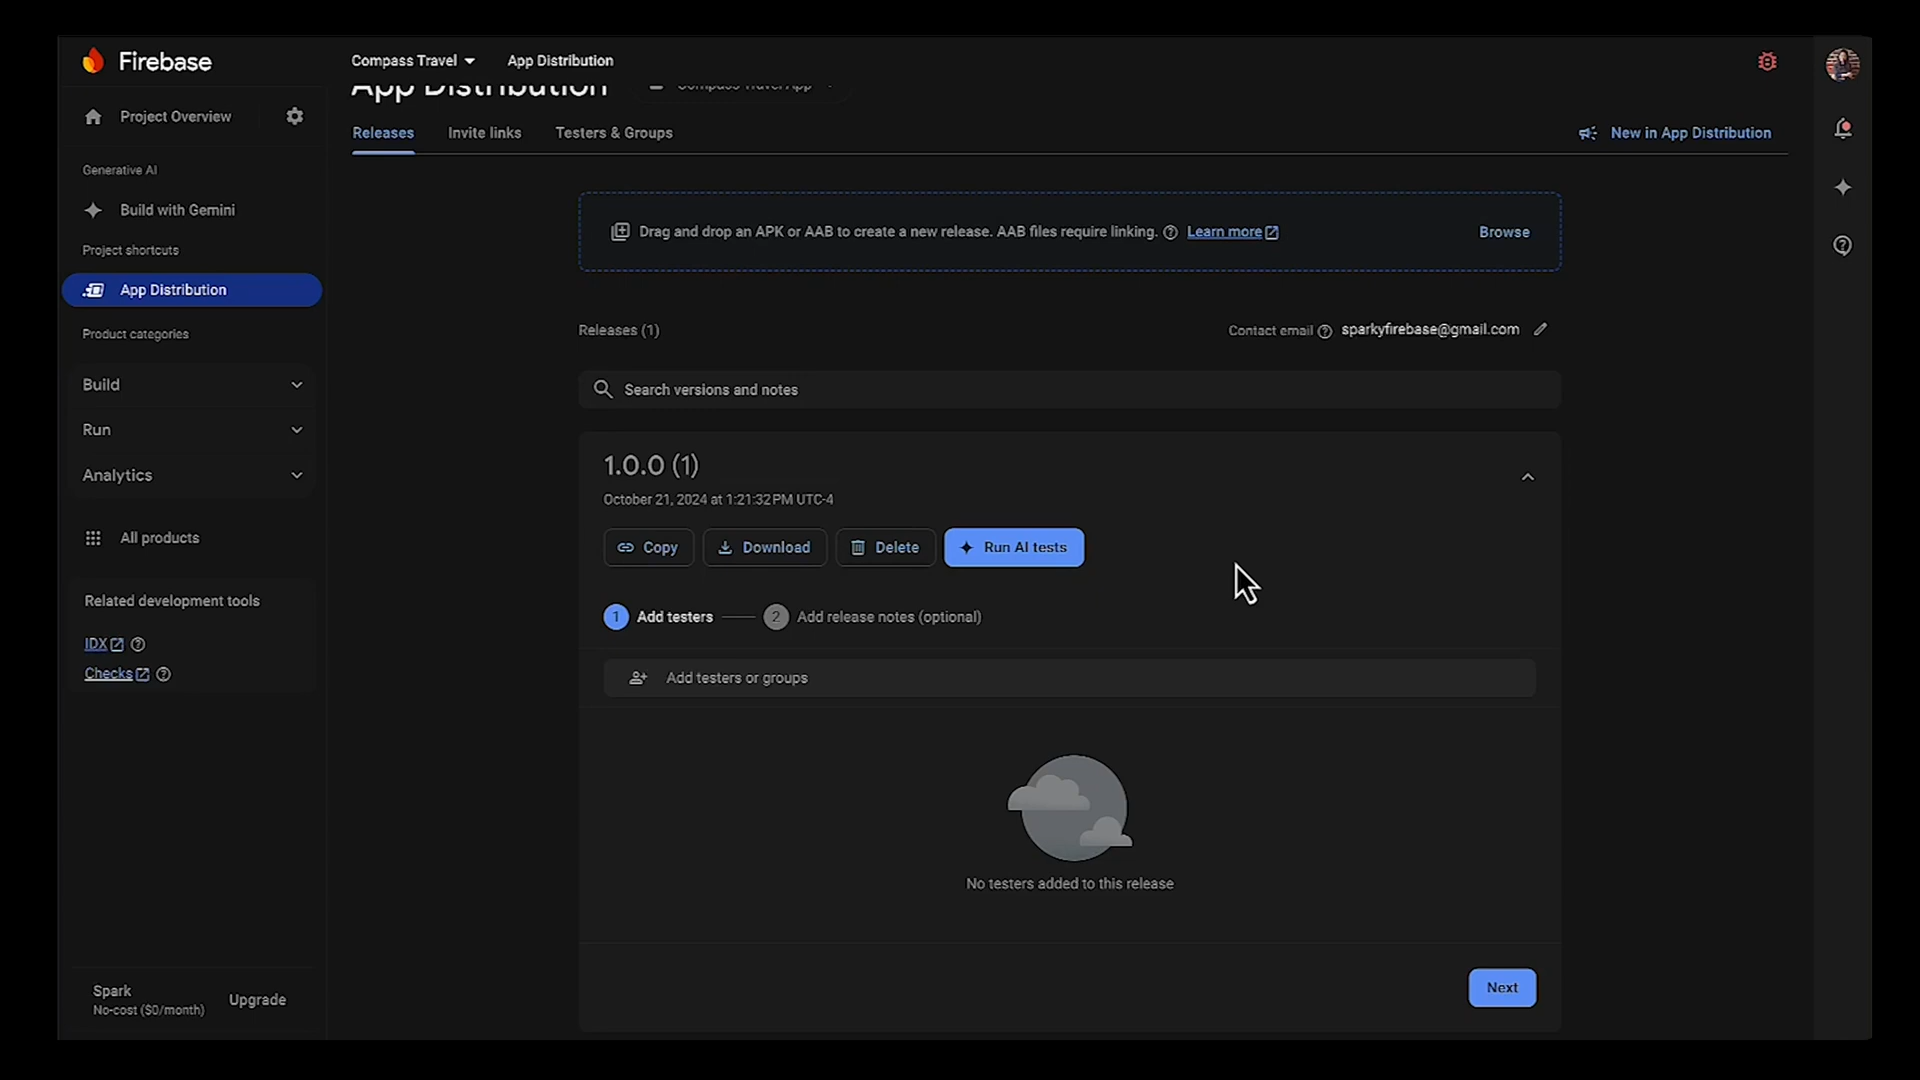 Firebase
Compass Travel
App Distribution
App Distribution
Compass Travel App
Project Overview
Releases
Invite links
Testers & Groups
New in App Distribution
Generative AI
Build with Gemini
Project shortcuts
App Distribution
Product categories
Build
Run
Analytics
All products
Related development tools
IDX
Checks
Spark
No-cost ($0/month)
Upgrade
Drag and drop an APK or AAB to create a new release. AAB files require linking. Learn more
Browse
Releases (1)
Contact email sparkyfirebase@gmail.com
Search versions and notes
1.0.0 (1)
October 21, 2024 at 1:21:32 PM UTC-4
Copy
Download
Delete
Run AI tests
1 Add testers
2 Add release notes (optional)
Add testers or groups
No testers added to this release
Next